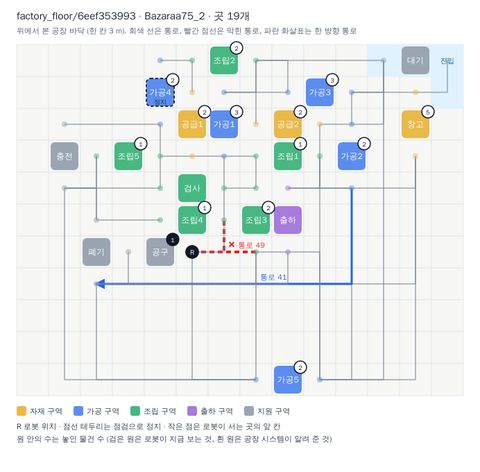 factory_floor/6eef353993 · Bazaraa75_2 · 곳 19개
위에서 본 공장 바닥 (한 칸 3 m). 회색 선은 통로, 빨간 점선은 막힌 통로, 파란 화살표는 한 방향 통로
2
조립2
대기
진입
2
가공4
정지
3
가공3
2
공급1
3
가공1
2
공급2
5
창고
충전
1
조립5
1
조립1
2
가공2
검사
1
조립4
2
조립3
출하
폐기
1
공구
R
✖ 통로 49
통로 41
2
가공5
자재 구역
가공 구역
조립 구역
출하 구역
지원 구역
R 로봇 위치 · 점선 테두리는 점검으로 정지 · 작은 점은 로봇이 서는 곳의 앞 칸
원 안의 수는 놓인 물건 수 (검은 원은 로봇이 지금 보는 것, 흰 원은 공장 시스템이 알려 준 것)